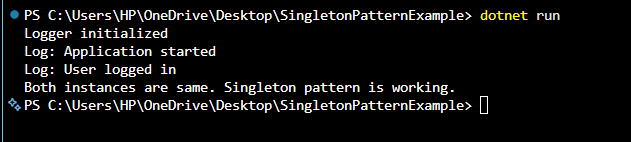 PS C:\Users\HP\OneDrive\Desktop\SingletonPatternExample> dotnet run
Logger initialized
Log: Application started
Log: User logged in
Both instances are same. Singleton pattern is working.
PS C:\Users\HP\OneDrive\Desktop\SingletonPatternExample>